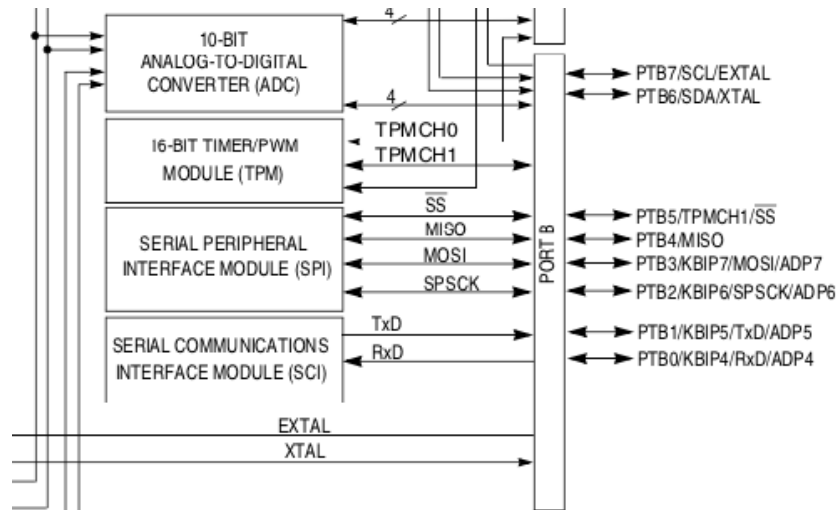 4
10-BIT
ANALOG-TO-DIGITAL
CONVERTER (ADC)
4
PTB7/SCL/EXTAL
PTB6/SDA/XTAL
I6-BIT TIMER/PWM
MODULE (TPM)
TPMCH0
TPMCH1
SERIAL PERIPHERAL
INTERFACE MODULE (SPI)
SS
MISO
MOSI
SPSCK
PORT B
PTB5/TPMCH1/SS
PTB4/MISO
PTB3/KBIP7/MOSI/ADP7
PTB2/KBIP6/SPSCK/ADP6
SERIAL COMMUNICATIONS
INTERFACE MODULE (SCI)
TxD
RxD
PTB1/KBIP5/TxD/ADP5
PTB0/KBIP4/RxD/ADP4
EXTAL
XTAL